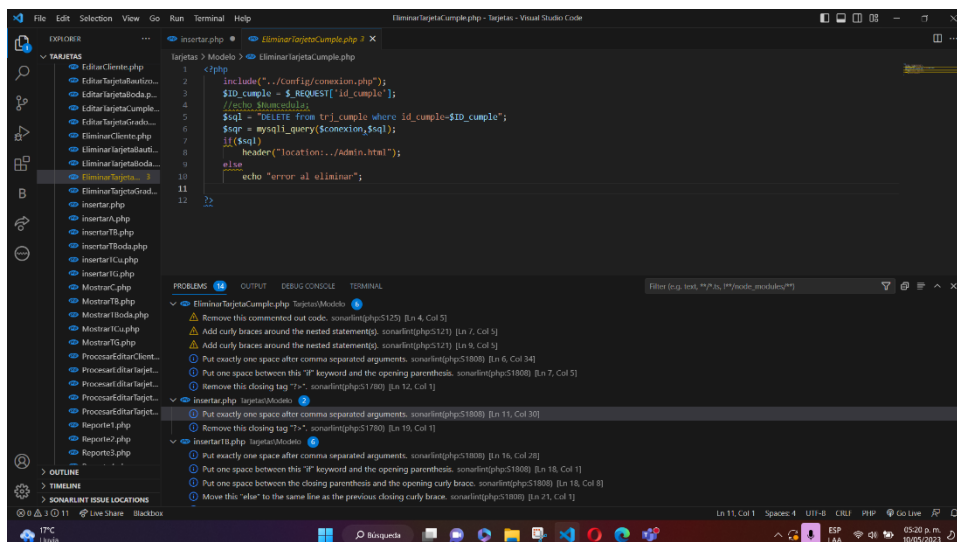 File Edit Selection View Go Run Terminal Help
EliminarTarjetaCumple.php - Tarjetas - Visual Studio Code
EXPLORER
TARJETAS
EditarCliente.php
EditarTarjetaBautizo...
EditarTarjetaBoda.p...
EditarTarjetaCumple...
EditarTarjetaGrado....
EliminarCliente.php
EliminarTarjetaBauti...
EliminarTarjetaBoda....
EliminarTarjeta... 3
EliminarTarjetaGrad...
insertar.php
insertarA.php
insertarTB.php
insertarTBoda.php
insertarTCu.php
insertarTG.php
MostrarC.php
MostrarTB.php
MostrarTBoda.php
MostrarTCu.php
MostrarTG.php
ProcesarEditarClient...
ProcesarEditarTarjet...
ProcesarEditarTarjet...
ProcesarEditarTarjet...
ProcesarEditarTarjet...
Reporte1.php
Reporte2.php
Reporte3.php
OUTLINE
TIMELINE
SONARLINT ISSUE LOCATIONS
insertar.php
EliminarTarjetaCumple.php 3
Tarjetas > Modelo > EliminarTarjetaCumple.php
1 <?php
2 include("../Config/conexion.php");
3 $ID_cumple = $_REQUEST['id_cumple'];
4 //echo $Numcedula;
5 $sql = "DELETE from trj_cumple where id_cumple=$ID_cumple";
6 $sqr = mysqli_query($conexion,$sql);
7 if($sql)
8 header("location:../Admin.html");
9 else
10 echo "error al eliminar";
11
12 ?>
PROBLEMS 14 OUTPUT DEBUG CONSOLE TERMINAL
Filter (e.g. text, **/*.ts, !**/node_modules/**)
EliminarTarjetaCumple.php Tarjetas\Modelo 6
Remove this commented out code. sonarlint(php:S125) [Ln 4, Col 5]
Add curly braces around the nested statement(s). sonarlint(php:S121) [Ln 7, Col 5]
Add curly braces around the nested statement(s). sonarlint(php:S121) [Ln 9, Col 5]
Put exactly one space after comma separated arguments. sonarlint(php:S1808) [Ln 6, Col 34]
Put one space between this "if" keyword and the opening parenthesis. sonarlint(php:S1808) [Ln 7, Col 5]
Remove this closing tag "?>". sonarlint(php:S1780) [Ln 12, Col 1]
insertar.php Tarjetas\Modelo 2
Put exactly one space after comma separated arguments. sonarlint(php:S1808) [Ln 11, Col 30]
Remove this closing tag "?>". sonarlint(php:S1780) [Ln 19, Col 1]
insertarTB.php Tarjetas\Modelo 6
Put exactly one space after comma separated arguments. sonarlint(php:S1808) [Ln 16, Col 28]
Put one space between this "if" keyword and the opening parenthesis. sonarlint(php:S1808) [Ln 18, Col 1]
Put one space between the closing parenthesis and the opening curly brace. sonarlint(php:S1808) [Ln 18, Col 8]
Move this "else" to the same line as the previous closing curly brace. sonarlint(php:S1808) [Ln 21, Col 1]
0 3 11 Live Share Blackbox
Ln 11, Col 1 Spaces: 4 UTF-8 CRLF PHP Go Live
17°C
Lluvia
Búsqueda
ESP
LAA
05:20 p. m.
10/05/2023
2